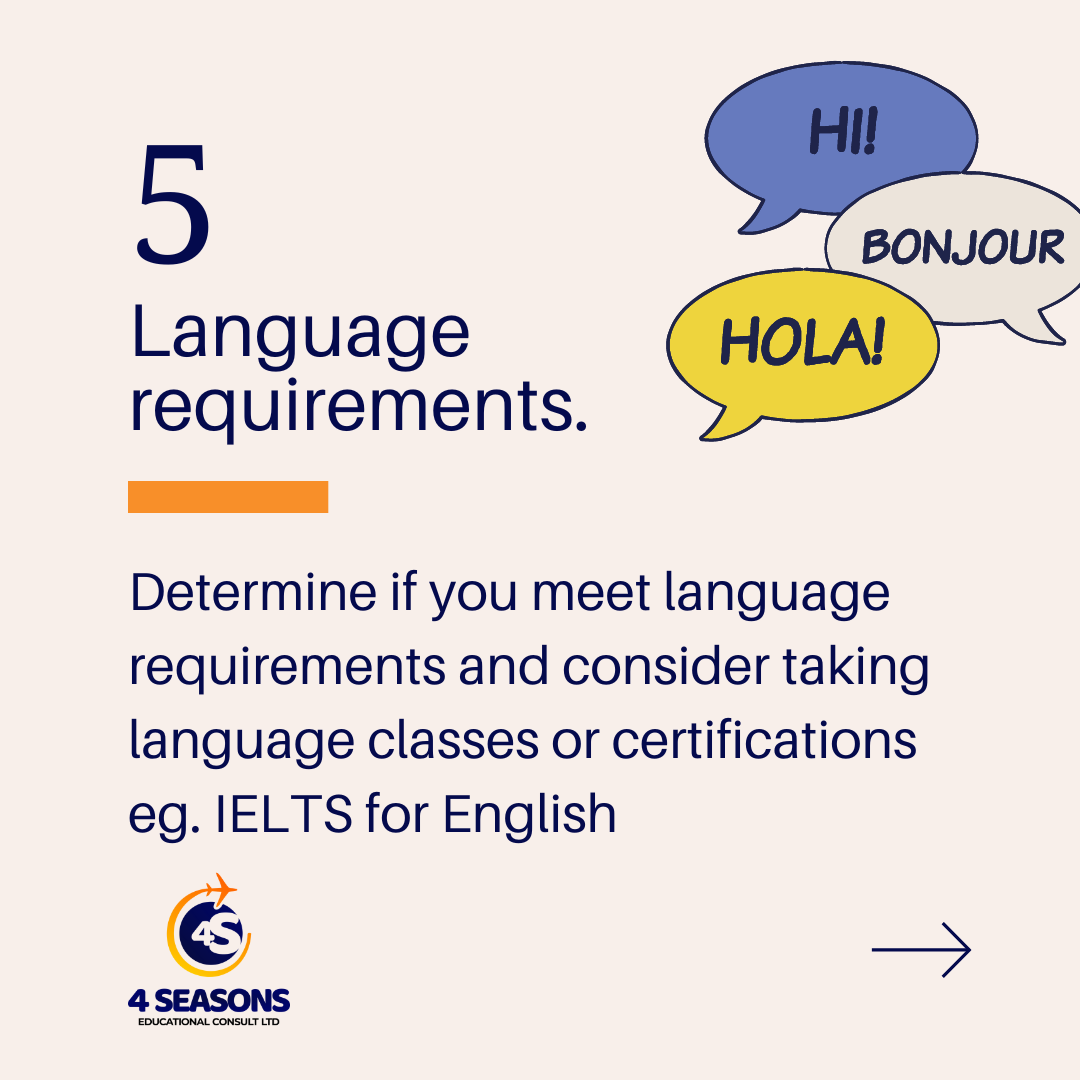 5
Language
requirements.
HI!
BONJOUR
HOLA!
Determine if you meet language
requirements and consider taking
language classes or certifications
eg. IELTS for English
4S
4 SEASONS
EDUCATIONAL CONSULT LTD